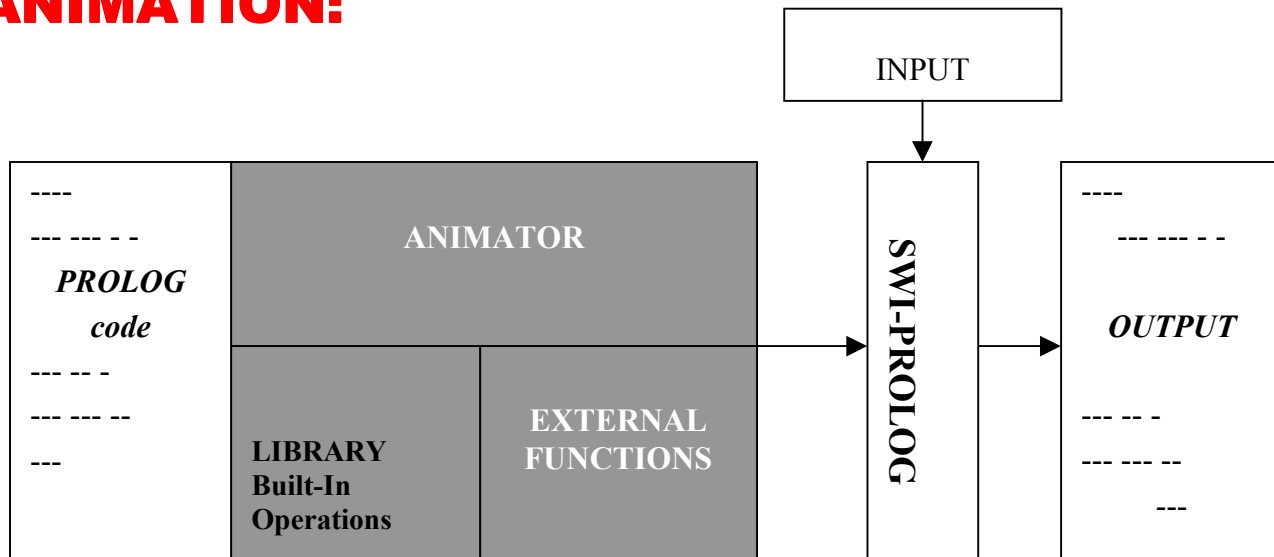 ANIMATION:
INPUT
----
--- --- - -
PROLOG
code
--- -- -
--- --- --
---
ANIMATOR
LIBRARY
Built-In
Operations
EXTERNAL
FUNCTIONS
SWI-PROLOG
----
--- --- - -
OUTPUT
--- -- -
--- --- --
---